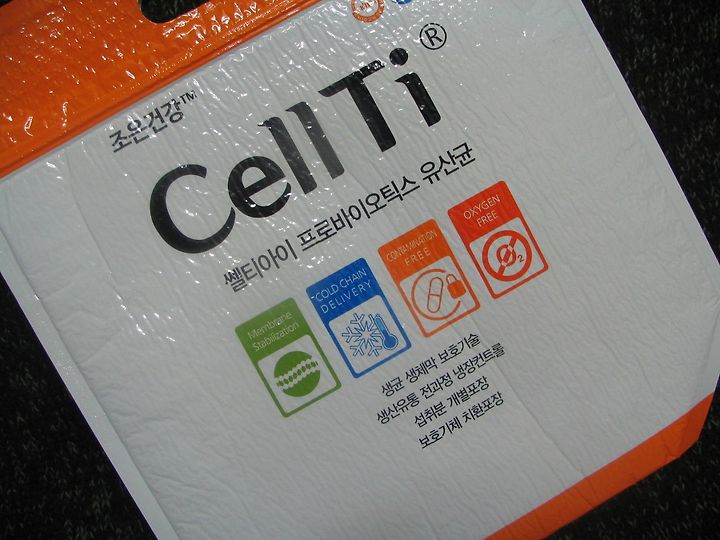 조은건강™
CellTi®
쎌티아이 프로바이오틱스 유산균
Membrane
Stabilization
COLD CHAIN
DELIVERY
CONTAMINATION
FREE
OXYGEN
FREE
O2
생균 생체막 보호기술
생산유통 전과정 냉장컨트롤
섭취분 개별포장
보호기체 치환포장